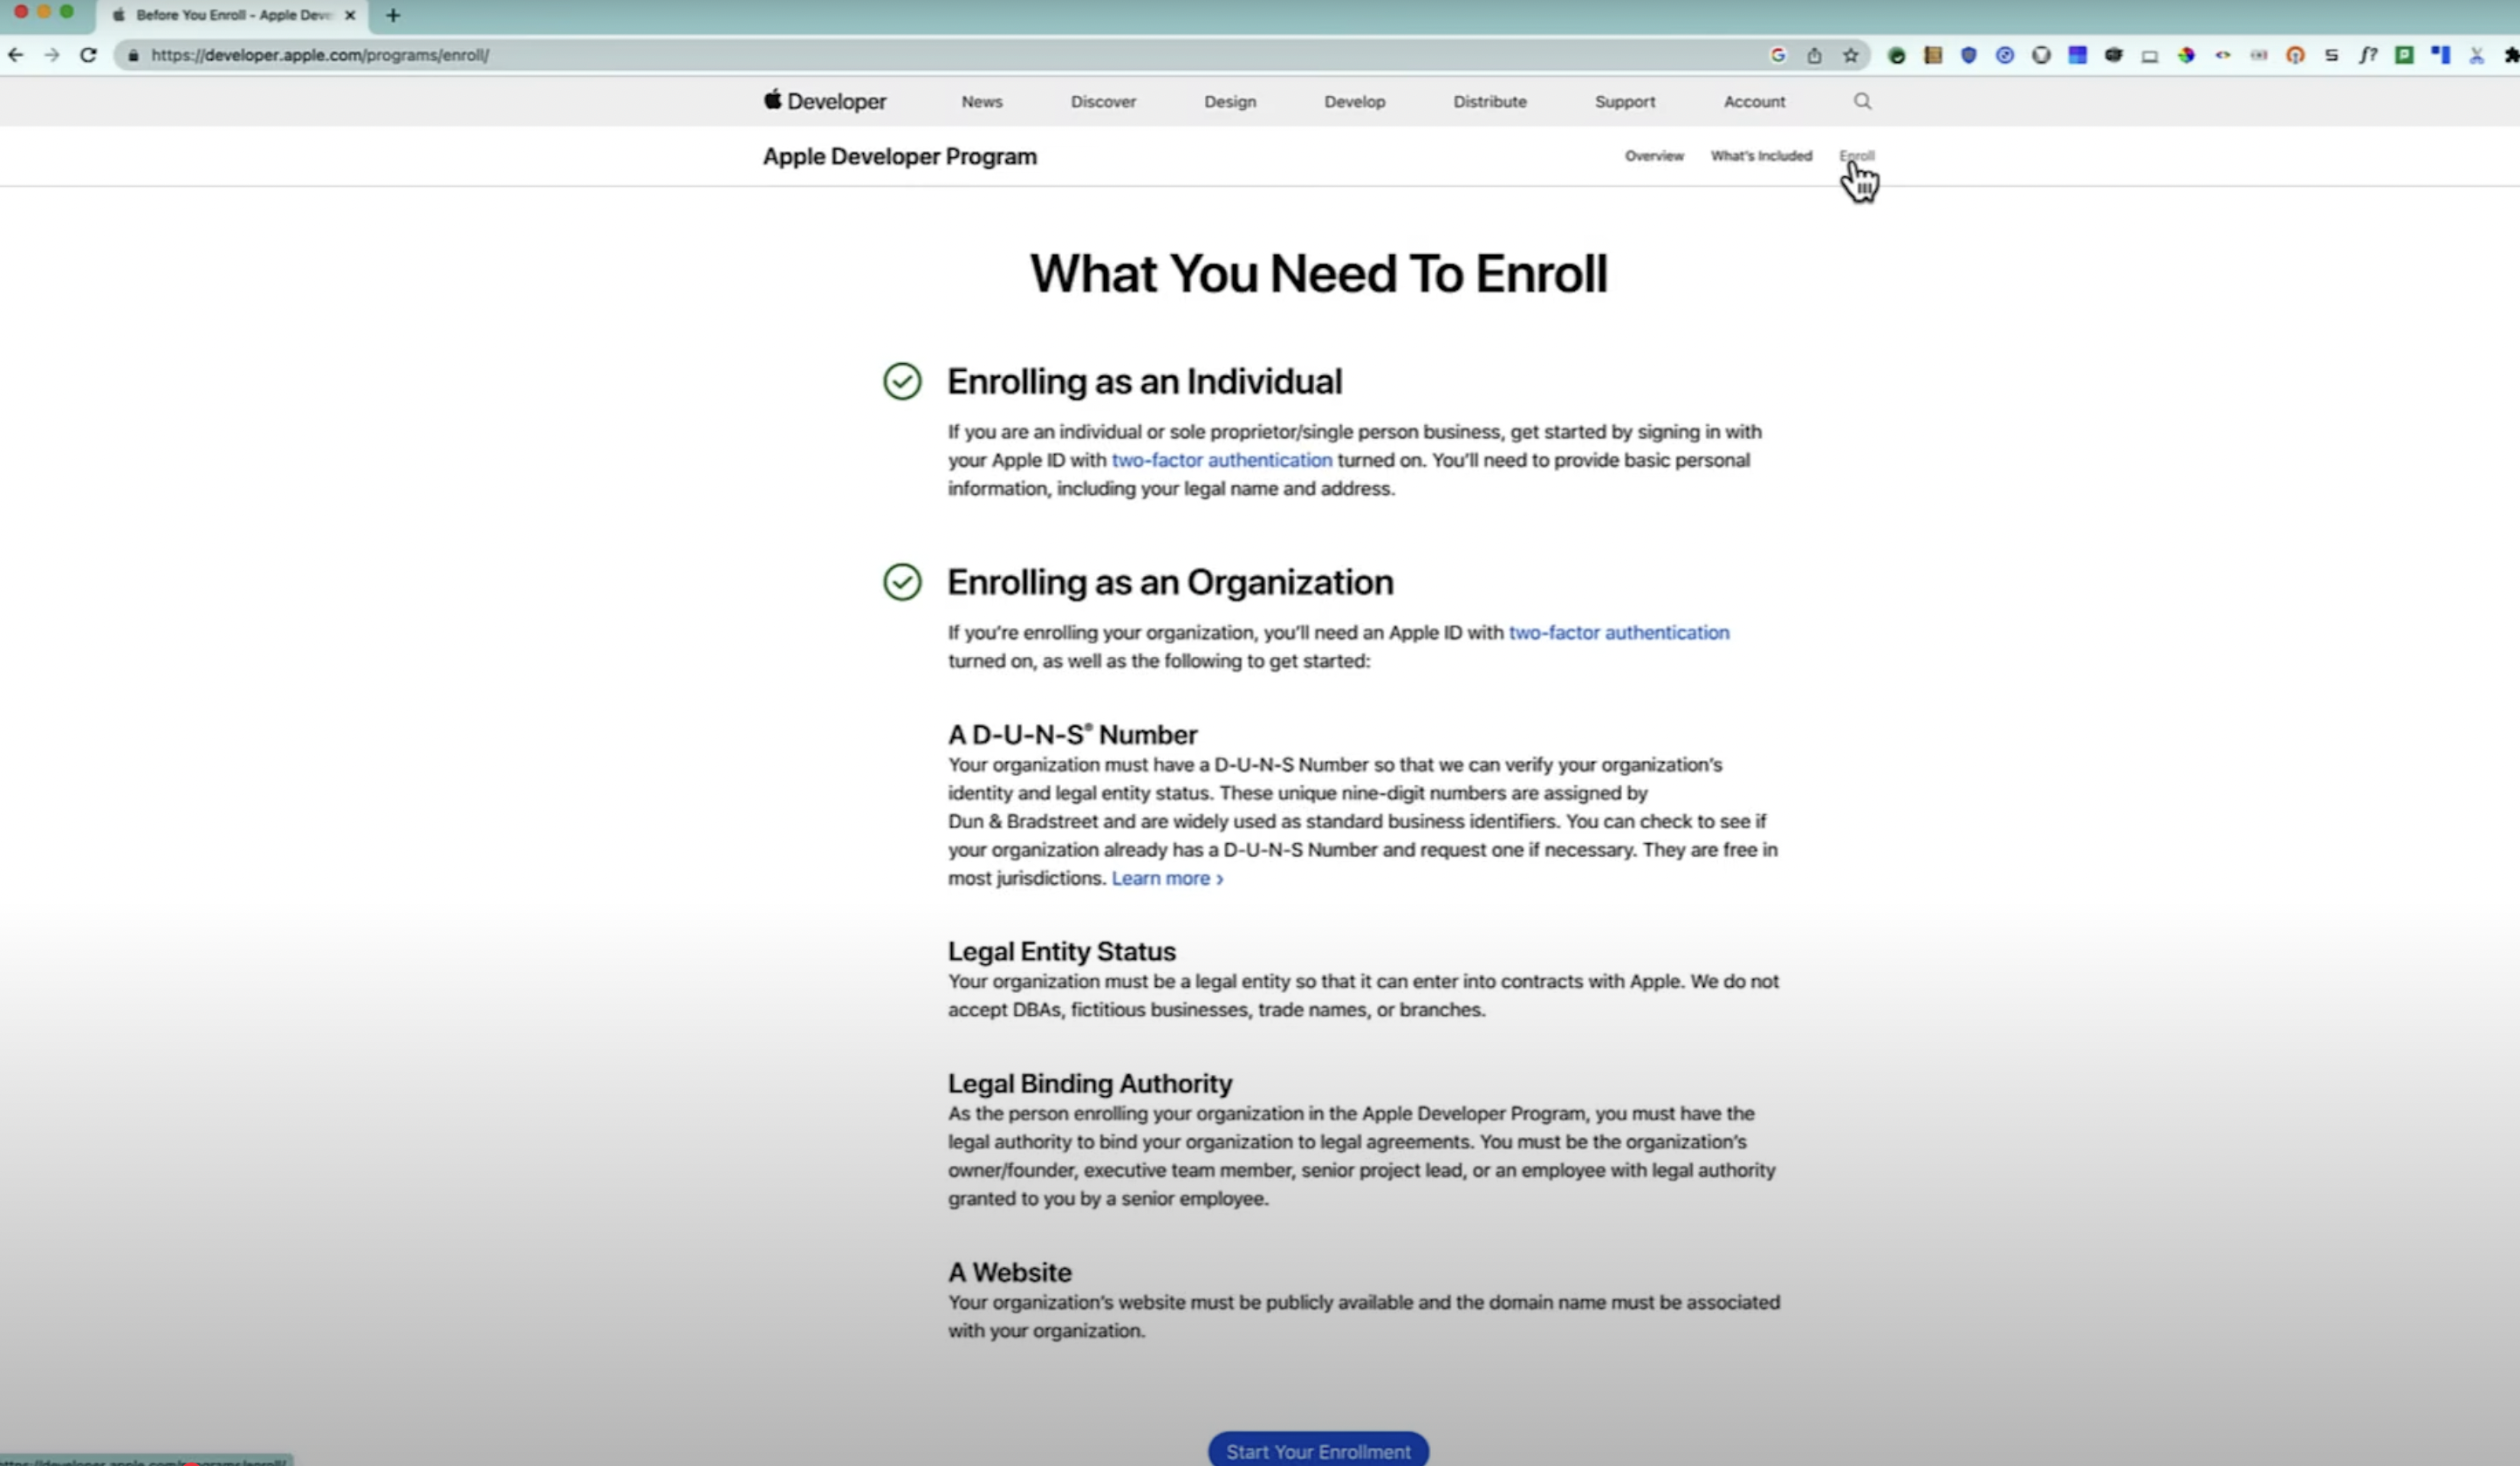 Before You Enroll - Apple Deve
https://developer.apple.com/programs/enroll/
Developer
News
Discover
Design
Develop
Distribute
Support
Account
Apple Developer Program
Overview
What's Included
Enroll
What You Need To Enroll
Enrolling as an Individual
If you are an individual or sole proprietor/single person business, get started by signing in with
your Apple ID with two-factor authentication turned on. You'll need to provide basic personal
information, including your legal name and address.
Enrolling as an Organization
If you're enrolling your organization, you'll need an Apple ID with two-factor authentication
turned on, as well as the following to get started:
A D-U-N-S® Number
Your organization must have a D-U-N-S Number so that we can verify your organization's
identity and legal entity status. These unique nine-digit numbers are assigned by
Dun & Bradstreet and are widely used as standard business identifiers. You can check to see if
your organization already has a D-U-N-S Number and request one if necessary. They are free in
most jurisdictions. Learn more ›
Legal Entity Status
Your organization must be a legal entity so that it can enter into contracts with Apple. We do not
accept DBAs, fictitious businesses, trade names, or branches.
Legal Binding Authority
As the person enrolling your organization in the Apple Developer Program, you must have the
legal authority to bind your organization to legal agreements. You must be the organization's
owner/founder, executive team member, senior project lead, or an employee with legal authority
granted to you by a senior employee.
A Website
Your organization's website must be publicly available and the domain name must be associated
with your organization.
Start Your Enrollment